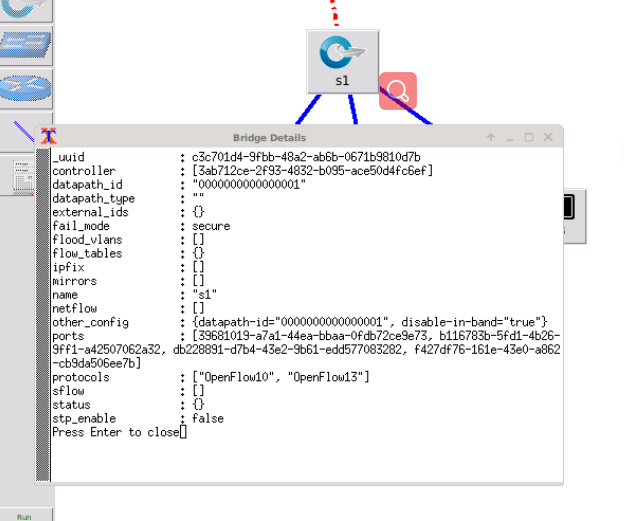 s1
Bridge Details
_uuid : c3c701d4-9fbb-48a2-ab6b-0671b9810d7b
controller : [3ab712ce-2f93-4832-b095-ace50d4fc6ef]
datapath_id : "0000000000000001"
datapath_type : ""
external_ids : {}
fail_mode : secure
flood_vlans : []
flow_tables : {}
ipfix : []
mirrors : []
name : "s1"
netflow : []
other_config : {datapath-id="0000000000000001", disable-in-band="true"}
ports : [39681019-a7a1-44ea-bbaa-0fdb72ce9e73, b116783b-5fd1-4b26-
9ff1-a42507062a32, db228891-d7b4-43e2-9b61-edd577083282, f427df76-161e-43e0-a862
-cb9da506ee7b]
protocols : ["OpenFlow10", "OpenFlow13"]
sflow : []
status : {}
stp_enable : false
Press Enter to close
Run